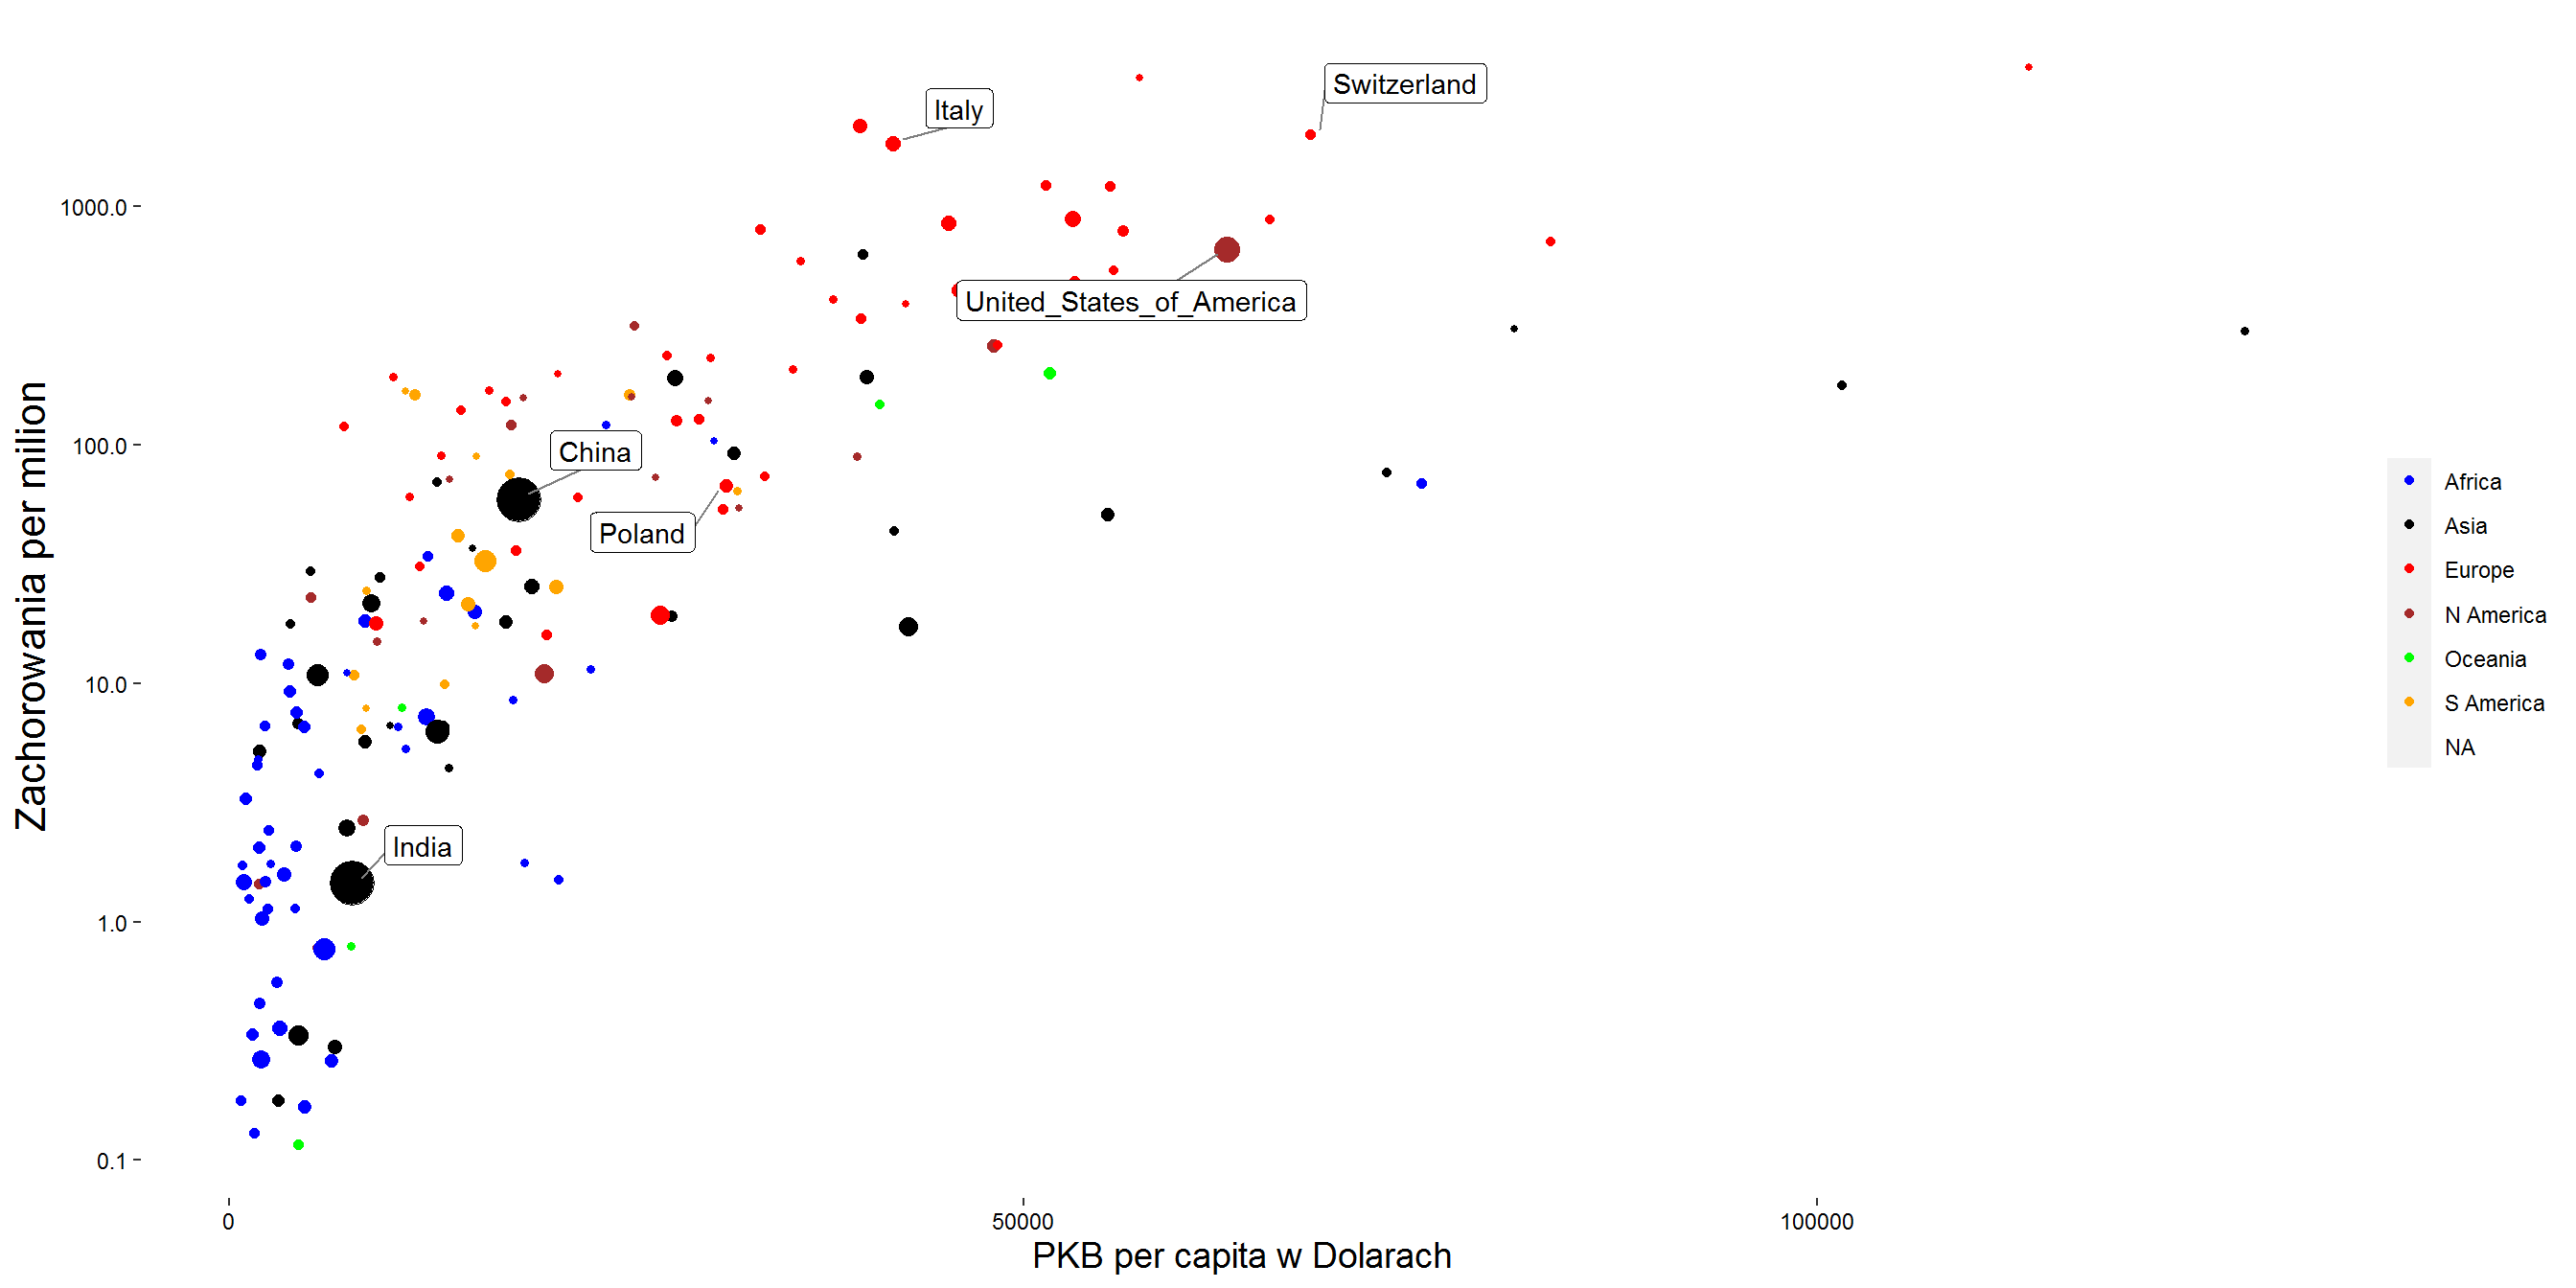 Switzerland
Italy
1000.0
United_States_of_America
Zachorowania per milion
100.0
China
Poland
Africa
Asia
Europe
N America
Oceania
S America
NA
10.0
India
1.0
0.1
0
50000
100000
PKB per capita w Dolarach